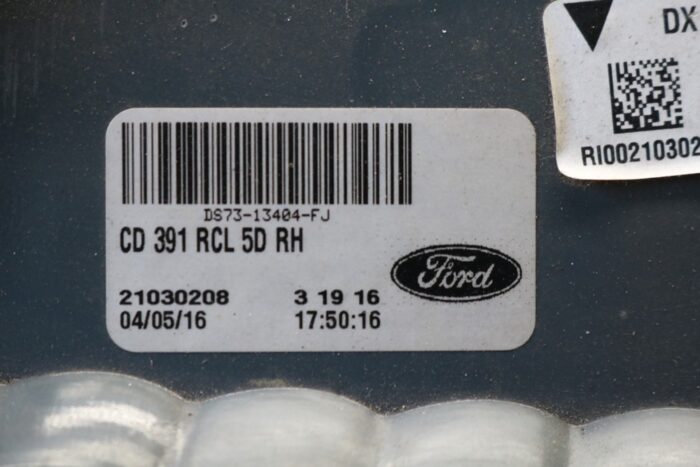 DX
RI00210302
DS73-13404-FJ
CD 391 RCL 5D RH
Ford
21030208 3 19 16
04/05/16 17:50:16